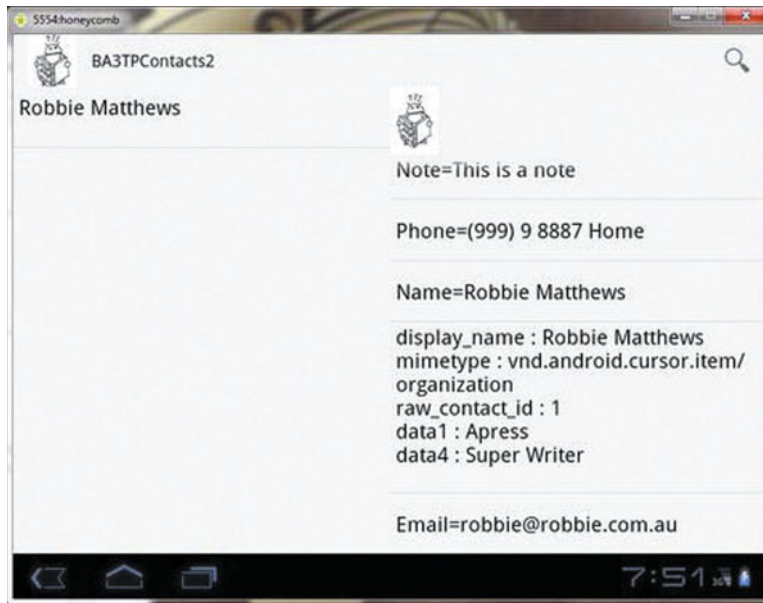 5554:honeycomb
BA3TPContacts2
Robbie Matthews
Note=This is a note
Phone=(999) 9 8887 Home
Name=Robbie Matthews
display_name : Robbie Matthews
mimetype : vnd.android.cursor.item/
organization
raw_contact_id : 1
data1 : Apress
data4 : Super Writer
Email=robbie@robbie.com.au
7:51
3G